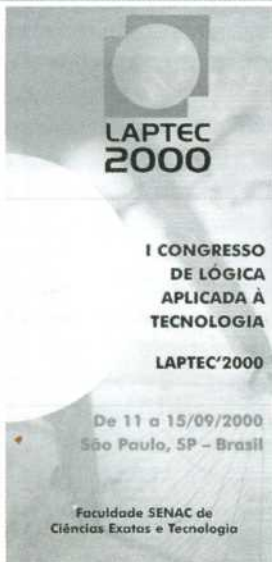 LAPTEC
2000
I CONGRESSO
DE LÓGICA
APLICADA À
TECNOLOGIA
LAPTEC'2000
De 11 a 15/09/2000
São Paulo, SP – Brasil
Faculdade SENAC de
Ciências Exatas e Tecnologia